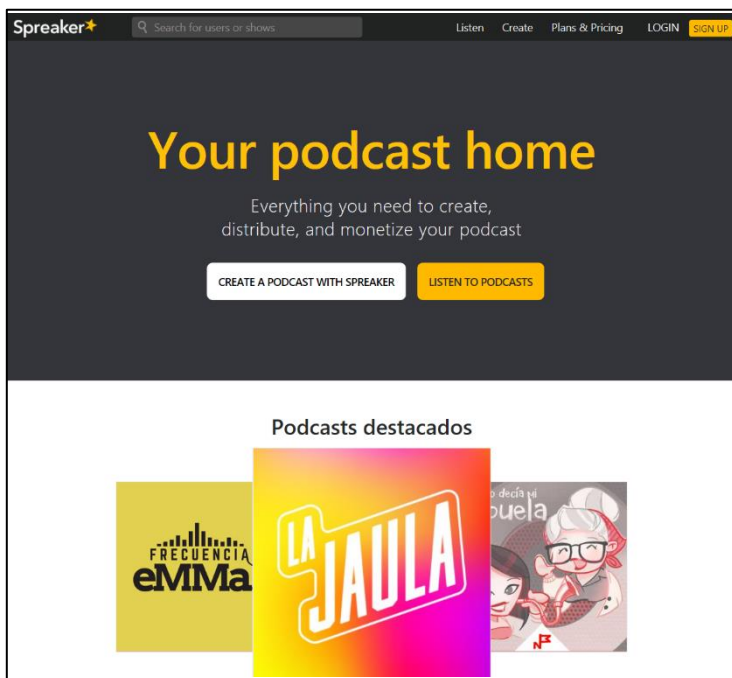 Spreaker
Search for users or shows
Listen Create Plans & Pricing LOGIN SIGN UP
Your podcast home
Everything you need to create,
distribute, and monetize your podcast
CREATE A PODCAST WITH SPREAKER
LISTEN TO PODCASTS
Podcasts destacados
FRECUENCIA
eMMa
LA
JAULA
decía mi